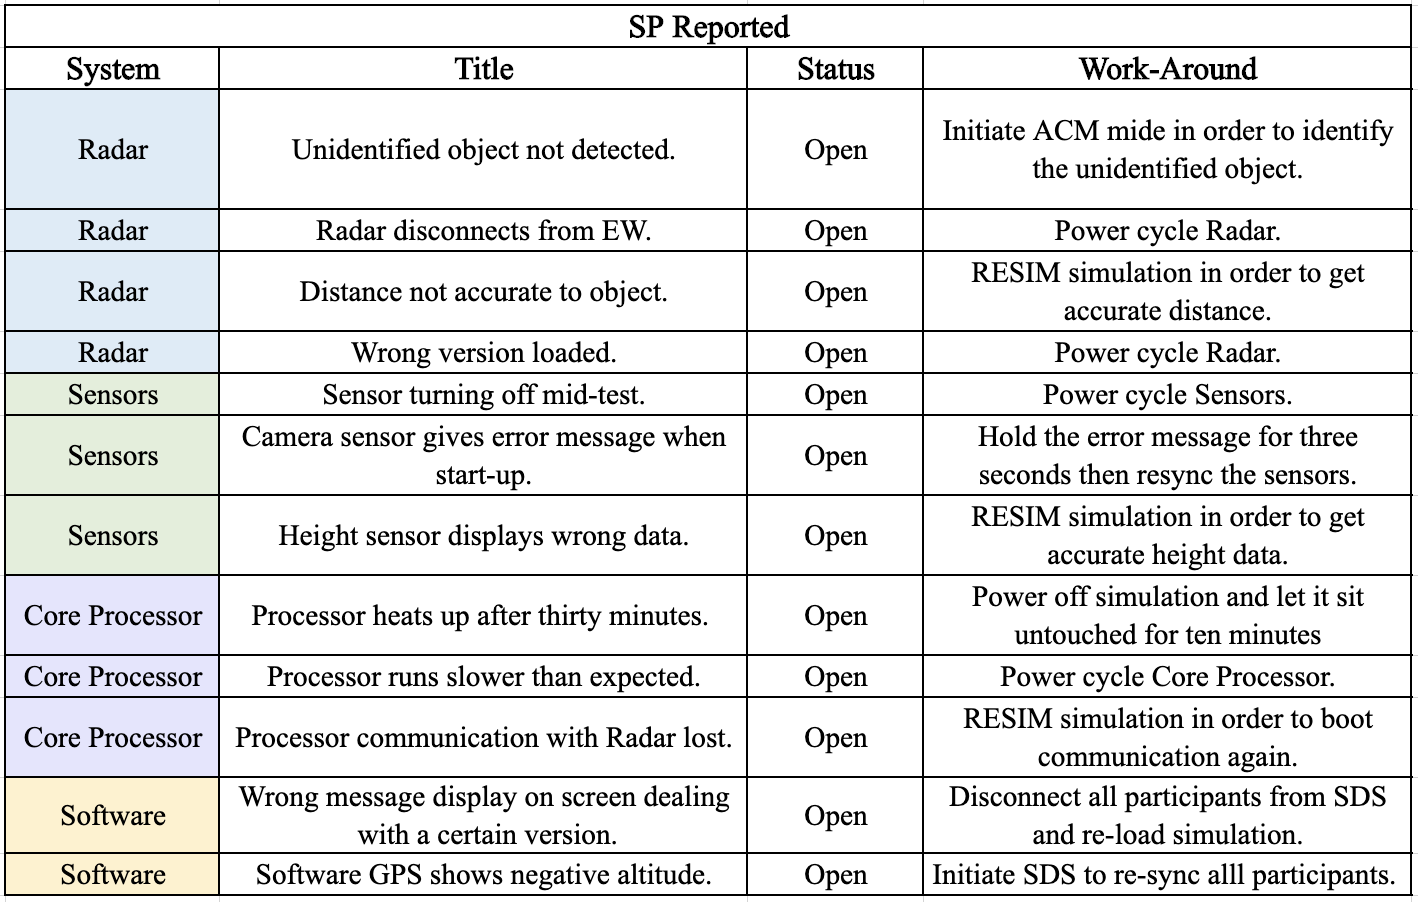 SP Reported
System Title Status Work-Around
Radar Unidentified object not detected. Open Initiate ACM mide in order to identify
the unidentified object.
Radar Radar disconnects from EW. Open Power cycle Radar.
Radar Distance not accurate to object. Open RESIM simulation in order to get
accurate distance.
Radar Wrong version loaded. Open Power cycle Radar.
Sensors Sensor turning off mid-test. Open Power cycle Sensors.
Sensors Camera sensor gives error message when
start-up. Open Hold the error message for three
seconds then resync the sensors.
Sensors Height sensor displays wrong data. Open RESIM simulation in order to get
accurate height data.
Core Processor Processor heats up after thirty minutes. Open Power off simulation and let it sit
untouched for ten minutes
Core Processor Processor runs slower than expected. Open Power cycle Core Processor.
Core Processor Processor communication with Radar lost. Open RESIM simulation in order to boot
communication again.
Software Wrong message display on screen dealing
with a certain version. Open Disconnect all participants from SDS
and re-load simulation.
Software Software GPS shows negative altitude. Open Initiate SDS to re-sync alll participants.